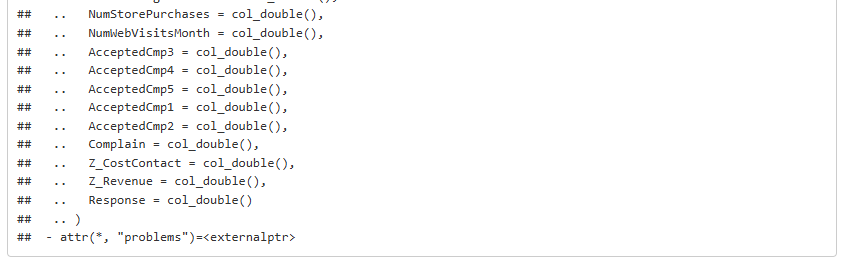 ##   ..   NumStorePurchases = col_double(),
##   ..   NumWebVisitsMonth = col_double(),
##   ..   AcceptedCmp3 = col_double(),
##   ..   AcceptedCmp4 = col_double(),
##   ..   AcceptedCmp5 = col_double(),
##   ..   AcceptedCmp1 = col_double(),
##   ..   AcceptedCmp2 = col_double(),
##   ..   Complain = col_double(),
##   ..   Z_CostContact = col_double(),
##   ..   Z_Revenue = col_double(),
##   ..   Response = col_double()
##   .. )
##  - attr(*, "problems")=<externalptr>